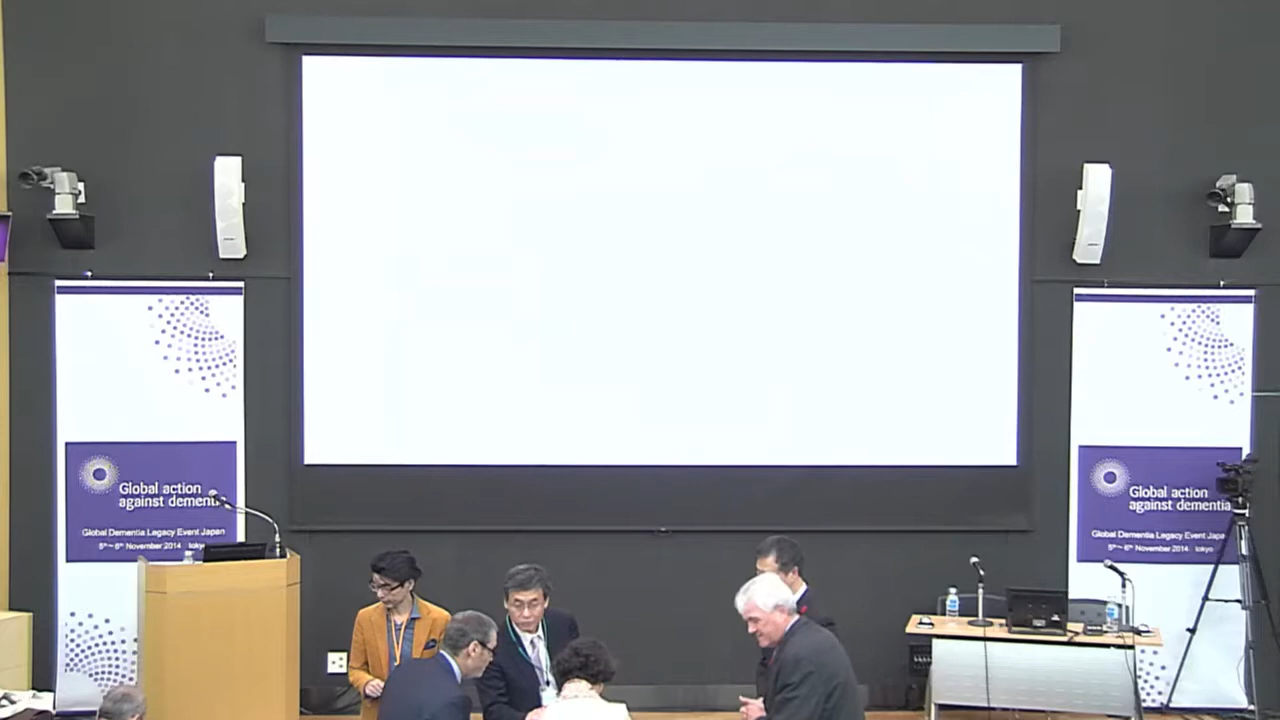 Global action
against dementia
Global Dementia Legacy Event Japan
5th~6th November 2014 tokyo
Global action
against dementia
Global Dementia Legacy Event Japan
5th~6th November 2014 tokyo